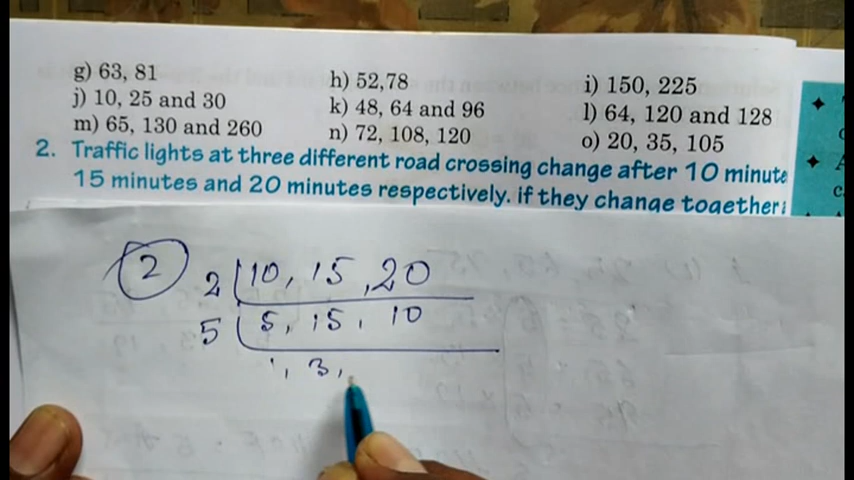 g) 63, 81 h) 52,78 i) 150, 225
j) 10, 25 and 30 k) 48, 64 and 96 l) 64, 120 and 128
m) 65, 130 and 260 n) 72, 108, 120 o) 20, 35, 105
2. Traffic lights at three different road crossing change after 10 minute
15 minutes and 20 minutes respectively. if they change together
2 2 10, 15, 20
5 5, 15, 10
1, 3,